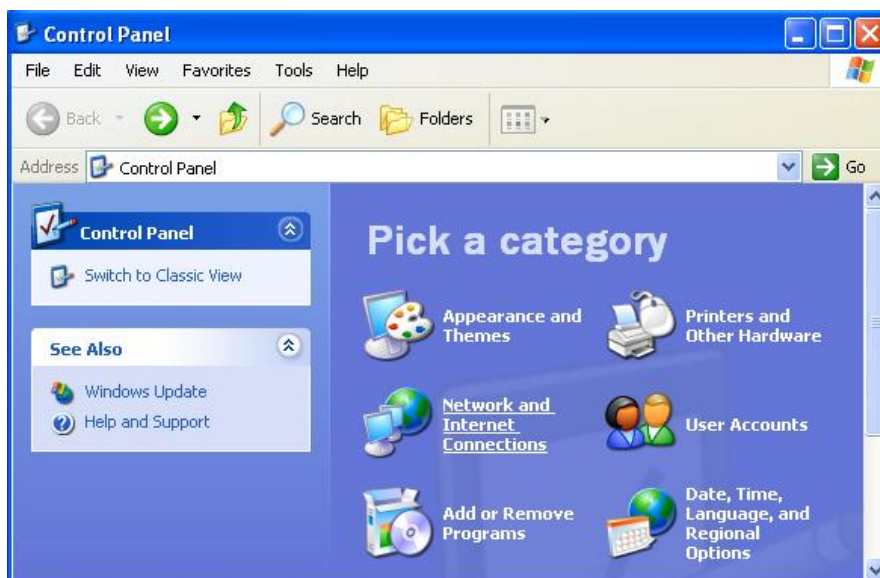 Control Panel
File Edit View Favorites Tools Help
Back Search Folders
Address Control Panel Go
Control Panel
Switch to Classic View
See Also
Windows Update
Help and Support
Pick a category
Appearance and
Themes
Printers and
Other Hardware
Network and
Internet
Connections
User Accounts
Add or Remove
Programs
Date, Time,
Language, and
Regional
Options